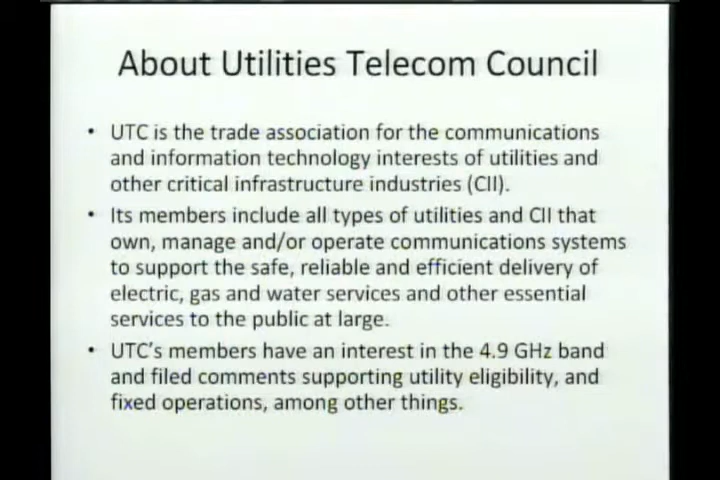 About Utilities Telecom Council
• UTC is the trade association for the communications
and information technology interests of utilities and
other critical infrastructure industries (CII).
• Its members include all types of utilities and CII that
own, manage and/or operate communications systems
to support the safe, reliable and efficient delivery of
electric, gas and water services and other essential
services to the public at large.
• UTC’s members have an interest in the 4.9 GHz band
and filed comments supporting utility eligibility, and
fixed operations, among other things.